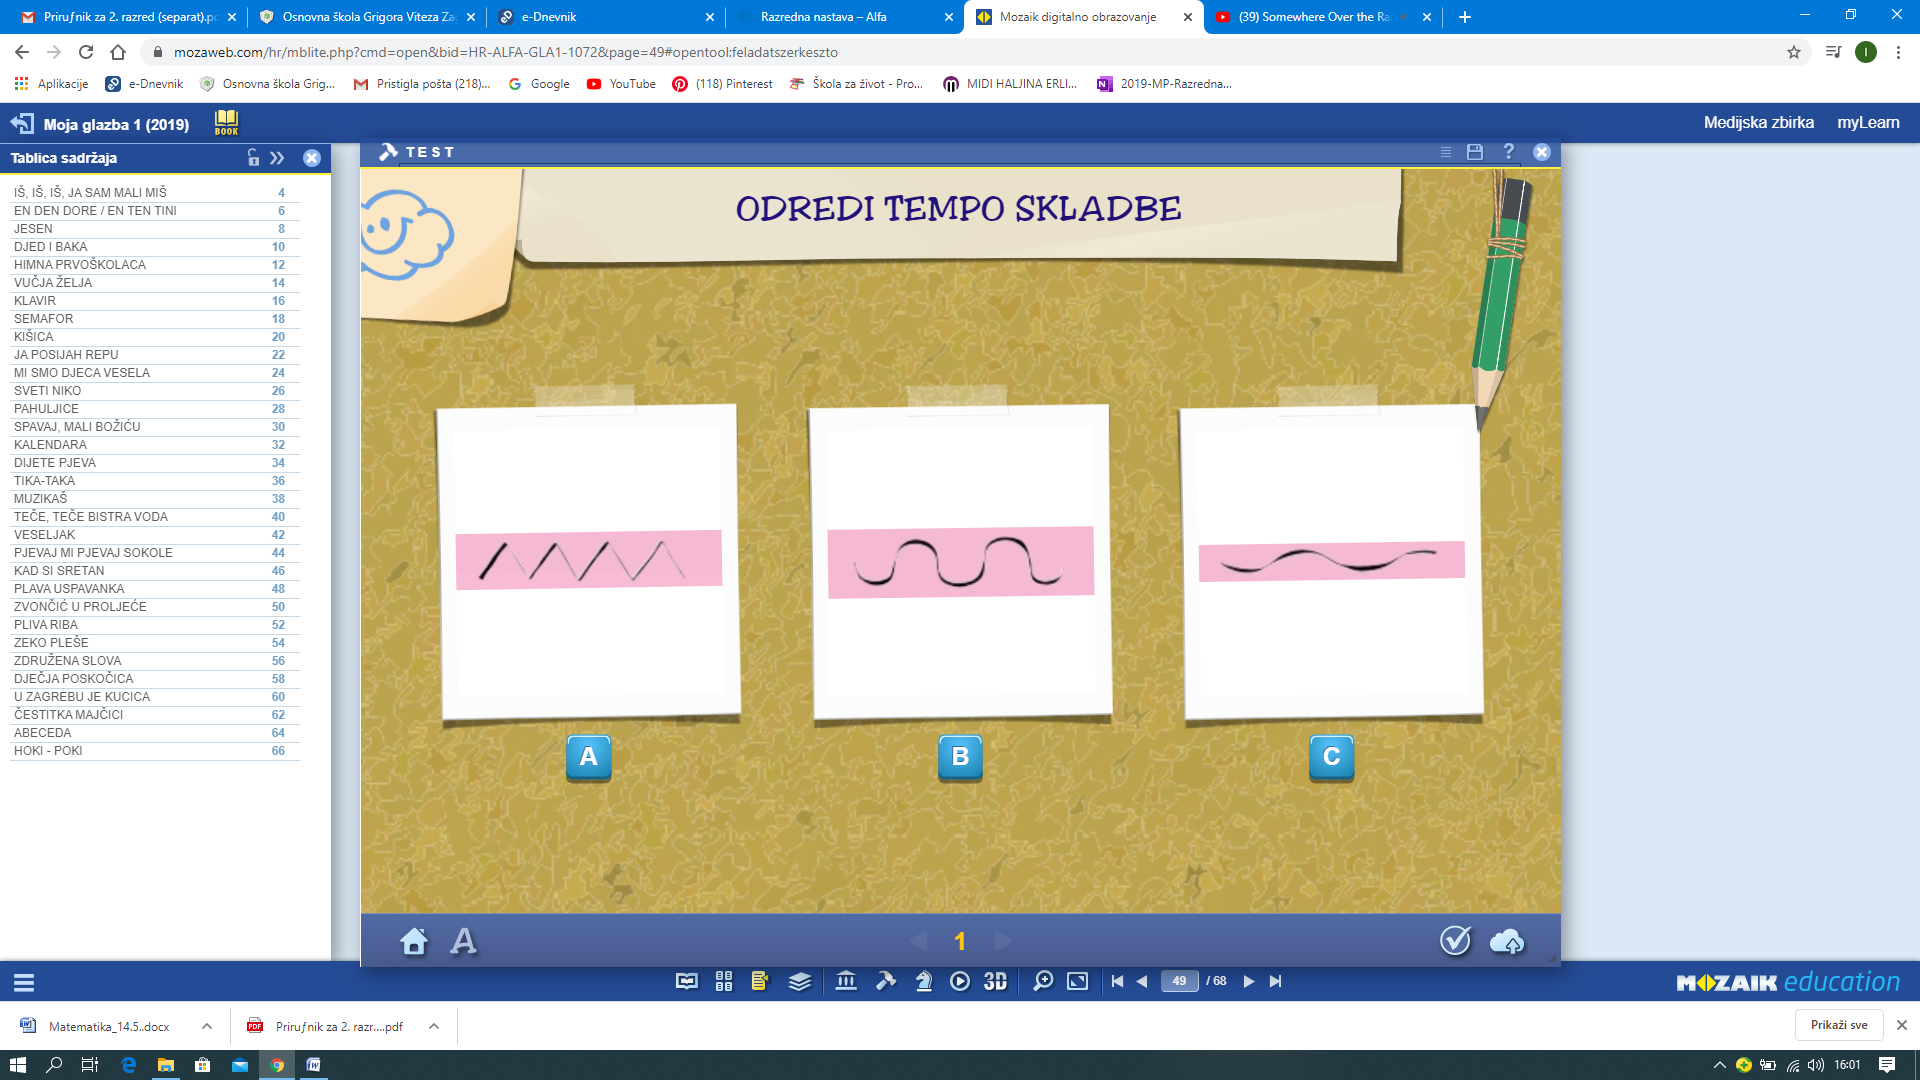 Priruƒnik za 2. razred (separat).pd
Osnovna škola Grigora Viteza Za
e-Dnevnik
Razredna nastava – Alfa
Mozaik digitalno obrazovanje
(39) Somewhere Over the Ra
mozaweb.com/hr/mblite.php?cmd=open&bid=HR-ALFA-GLA1-1072&page=49#opentool:feladatszerkeszto
I
Aplikacije
e-Dnevnik
Osnovna škola Grig...
Pristigla pošta (218)...
Google
YouTube
(118) Pinterest
Škola za život - Pro...
MIDI HALJINA ERLI...
2019-MP-Razredna...
Moja glazba 1 (2019)
BOOK
Medijska zbirka
myLearn
Tablica sadržaja
TEST
IŠ, IŠ, IŠ, JA SAM MALI MIŠ 4
EN DEN DORE / EN TEN TINI 6
JESEN 8
DJED I BAKA 10
HIMNA PRVOŠKOLACA 12
VUČJA ŽELJA 14
KLAVIR 16
SEMAFOR 18
KIŠICA 20
JA POSIJAH REPU 22
MI SMO DJECA VESELA 24
SVETI NIKO 26
PAHULJICE 28
SPAVAJ, MALI BOŽIĆU 30
KALENDARA 32
DIJETE PJEVA 34
TIKA-TAKA 36
MUZIKAŠ 38
TEČE, TEČE BISTRA VODA 40
VESELJAK 42
PJEVAJ MI PJEVAJ SOKOLE 44
KAD SI SRETAN 46
PLAVA USPAVANKA 48
ZVONČIĆ U PROLJEĆE 50
PLIVA RIBA 52
ZEKO PLEŠE 54
ZDRUŽENA SLOVA 56
DJEČJA POSKOČICA 58
U ZAGREBU JE KUCICA 60
ČESTITKA MAJČICI 62
ABECEDA 64
HOKI - POKI 66
ODREDI TEMPO SKLADBE
A
B
C
A
1
3D
49 / 68
MOZAIK education
Matematika_14.5..docx
Priruƒnik za 2. razr....pdf
Prikaži sve
16:01